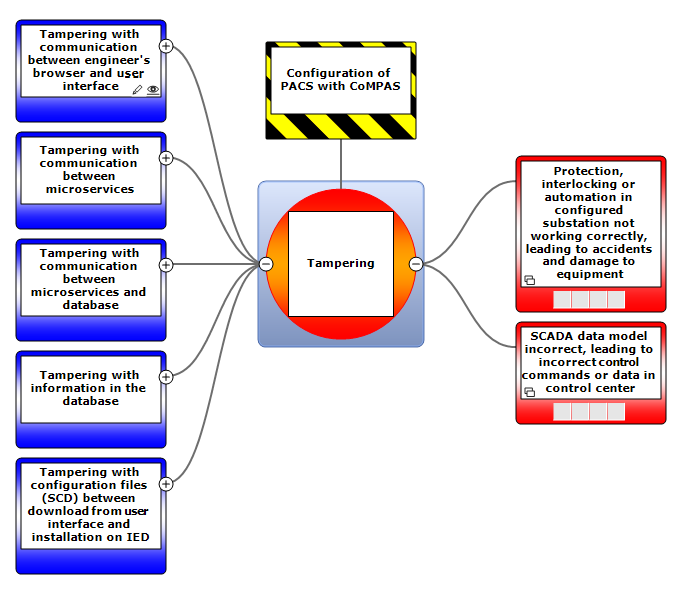 Tampering with
communication
between engineer's
browser and user
interface
Tampering with
communication
between
microservices
Tampering with
communication
between
microservices and
database
Tampering with
information in the
database
Tampering with
configuration files
(SCD) between
download from user
interface and
installation on IED
Configuration of
PACS with CoMPAS
Tampering
Protection,
interlocking or
automation in
configured
substation not
working correctly,
leading to accidents
and damage to
equipment
SCADA data model
incorrect, leading to
incorrect control
commands or data in
control center